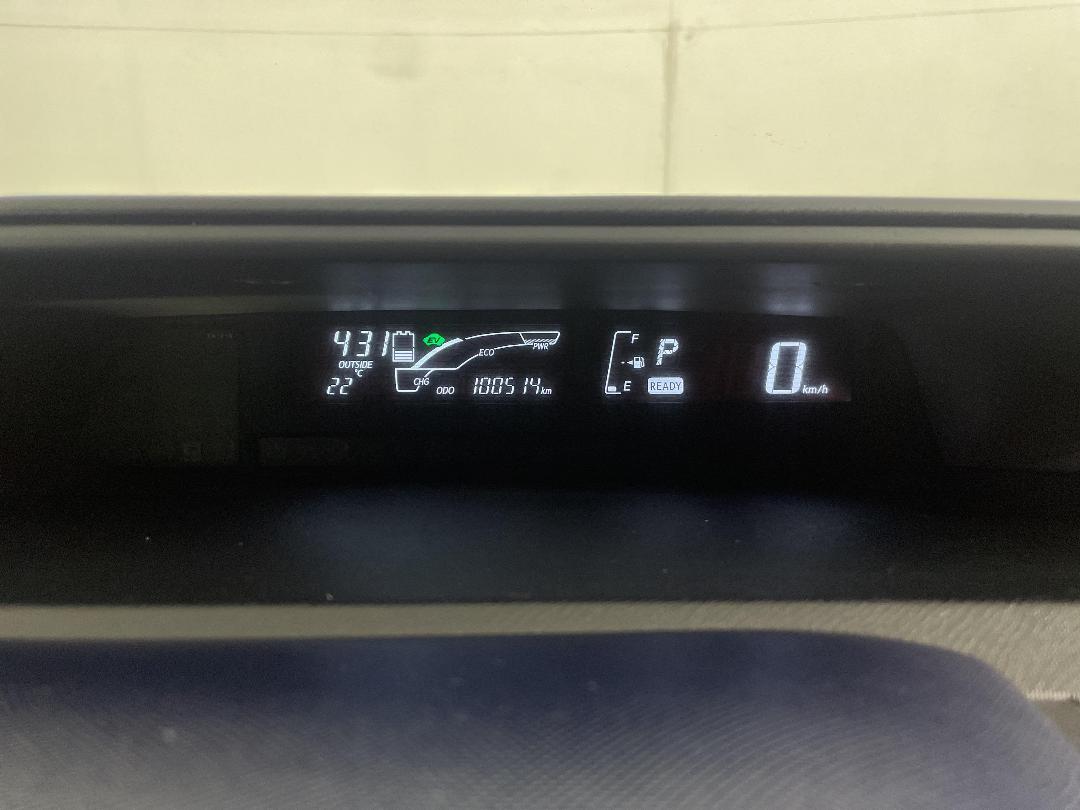 431
OUTSIDE
°C
22
EV
ECO
PWR
CHG
ODO 100514 km
F
E
P
READY
0 km/h